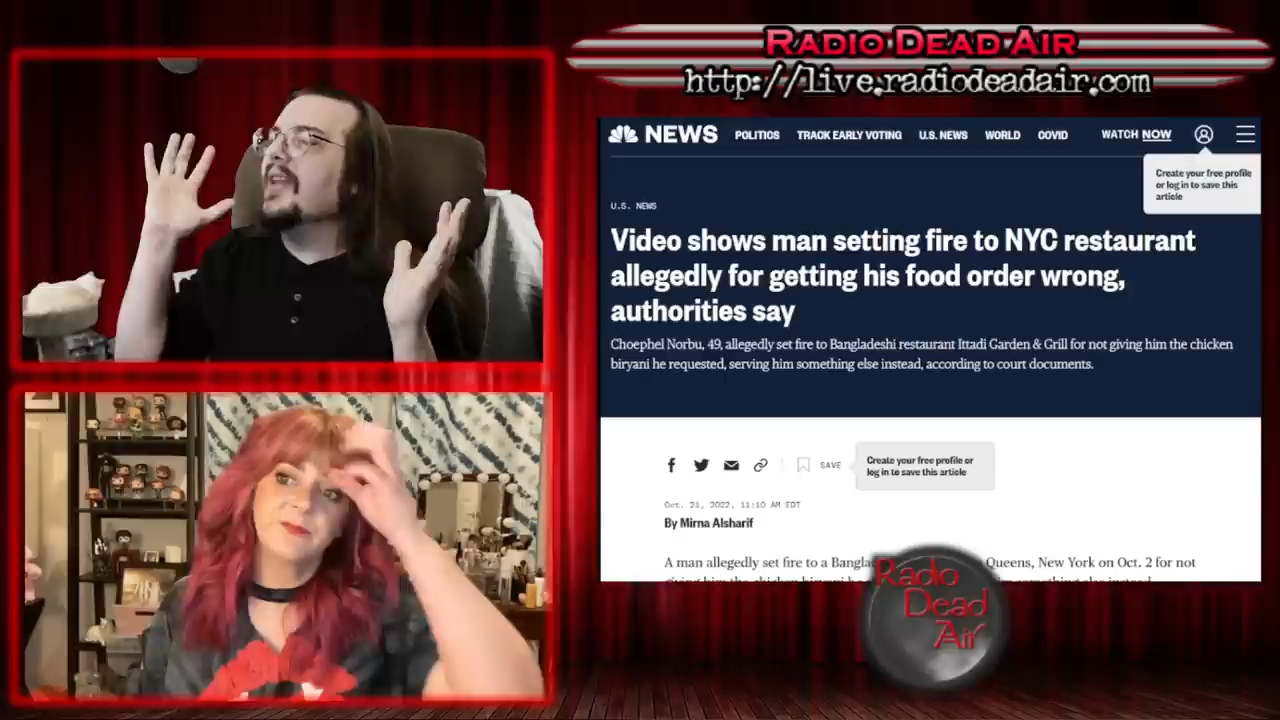 RADIO DEAD AIR
http://live.radiodeadair.com
NEWS POLITICS TRACK EARLY VOTING U.S. NEWS WORLD COVID WATCH NOW
Create your free profile
or log in to save this
article
U.S. NEWS
Video shows man setting fire to NYC restaurant
allegedly for getting his food order wrong,
authorities say
Choephel Norbu, 49, allegedly set fire to Bangladeshi restaurant Ittadi Garden & Grill for not giving him the chicken
biryani he requested, serving him something else instead, according to court documents.
SAVE
Create your free profile or
log in to save this article
Oct. 21, 2022, 11:10 AM EDT
By Mirna Alsharif
A man allegedly set fire to a Queens, New York on Oct. 2 for not
Radio
Dead
Air